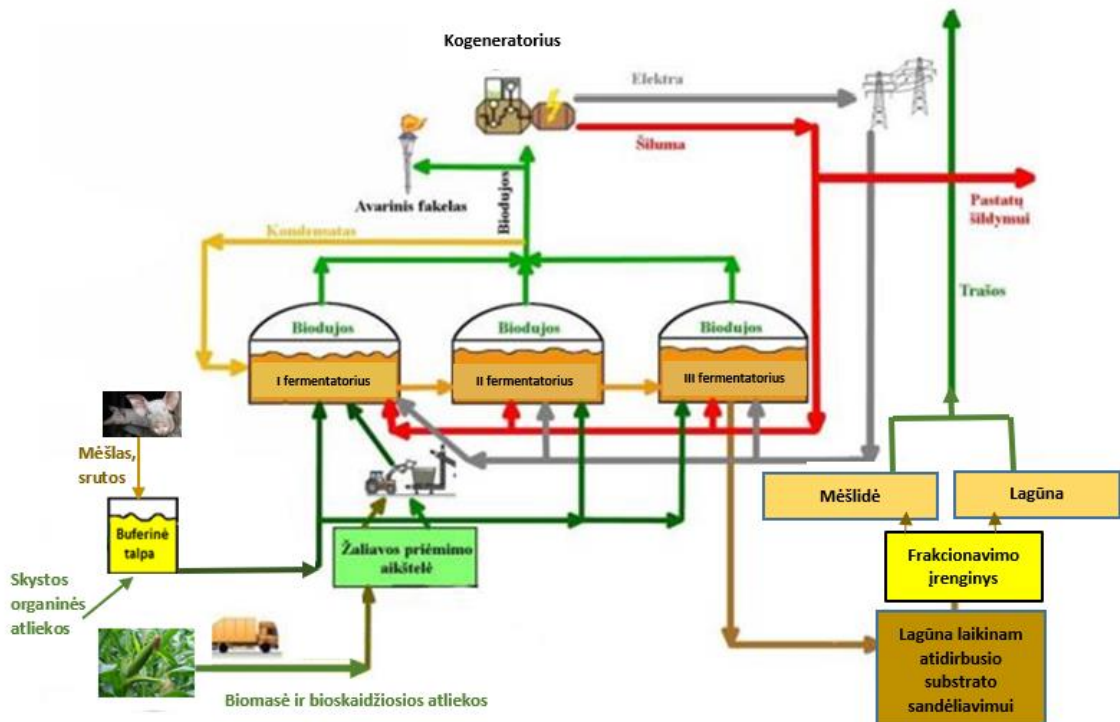 Kogeneratorius
Elektra
Šiluma
Avarinis fakelas
Biodujos
Pastatų
šildymui
Kondensatas
Trąšos
Biodujos
Biodujos
Biodujos
I fermentatorius
II fermentatorius
III fermentatorius
Mėšlas,
srutos
Mėšlidė
Lagūna
Buferinė
talpa
Žaliavos priėmimo
aikštelė
Frakcionavimo
įrenginys
Skystos
organinės
atliekos
Lagūna laikinam
atidirbusio
substrato
sandėliavimui
Biomasė ir bioskaidžiosios atliekos